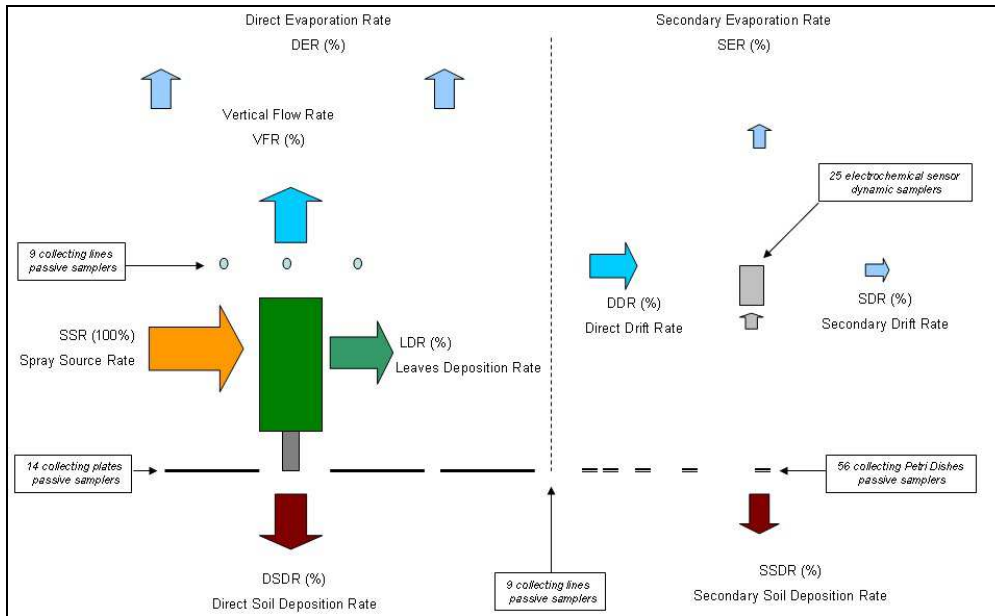 Direct Evaporation Rate
DER (%)
Secondary Evaporation Rate
SER (%)
Vertical Flow Rate
VFR (%)
25 electrochemical sensor
dynamic samplers
9 collecting lines
passive samplers
DDR (%)
Direct Drift Rate
SDR (%)
Secondary Drift Rate
SSR (100%)
Spray Source Rate
LDR (%)
Leaves Deposition Rate
14 collecting plates
passive samplers
56 collecting Petri Dishes
passive samplers
DSDR (%)
Direct Soil Deposition Rate
9 collecting lines
passive samplers
SSDR (%)
Secondary Soil Deposition Rate